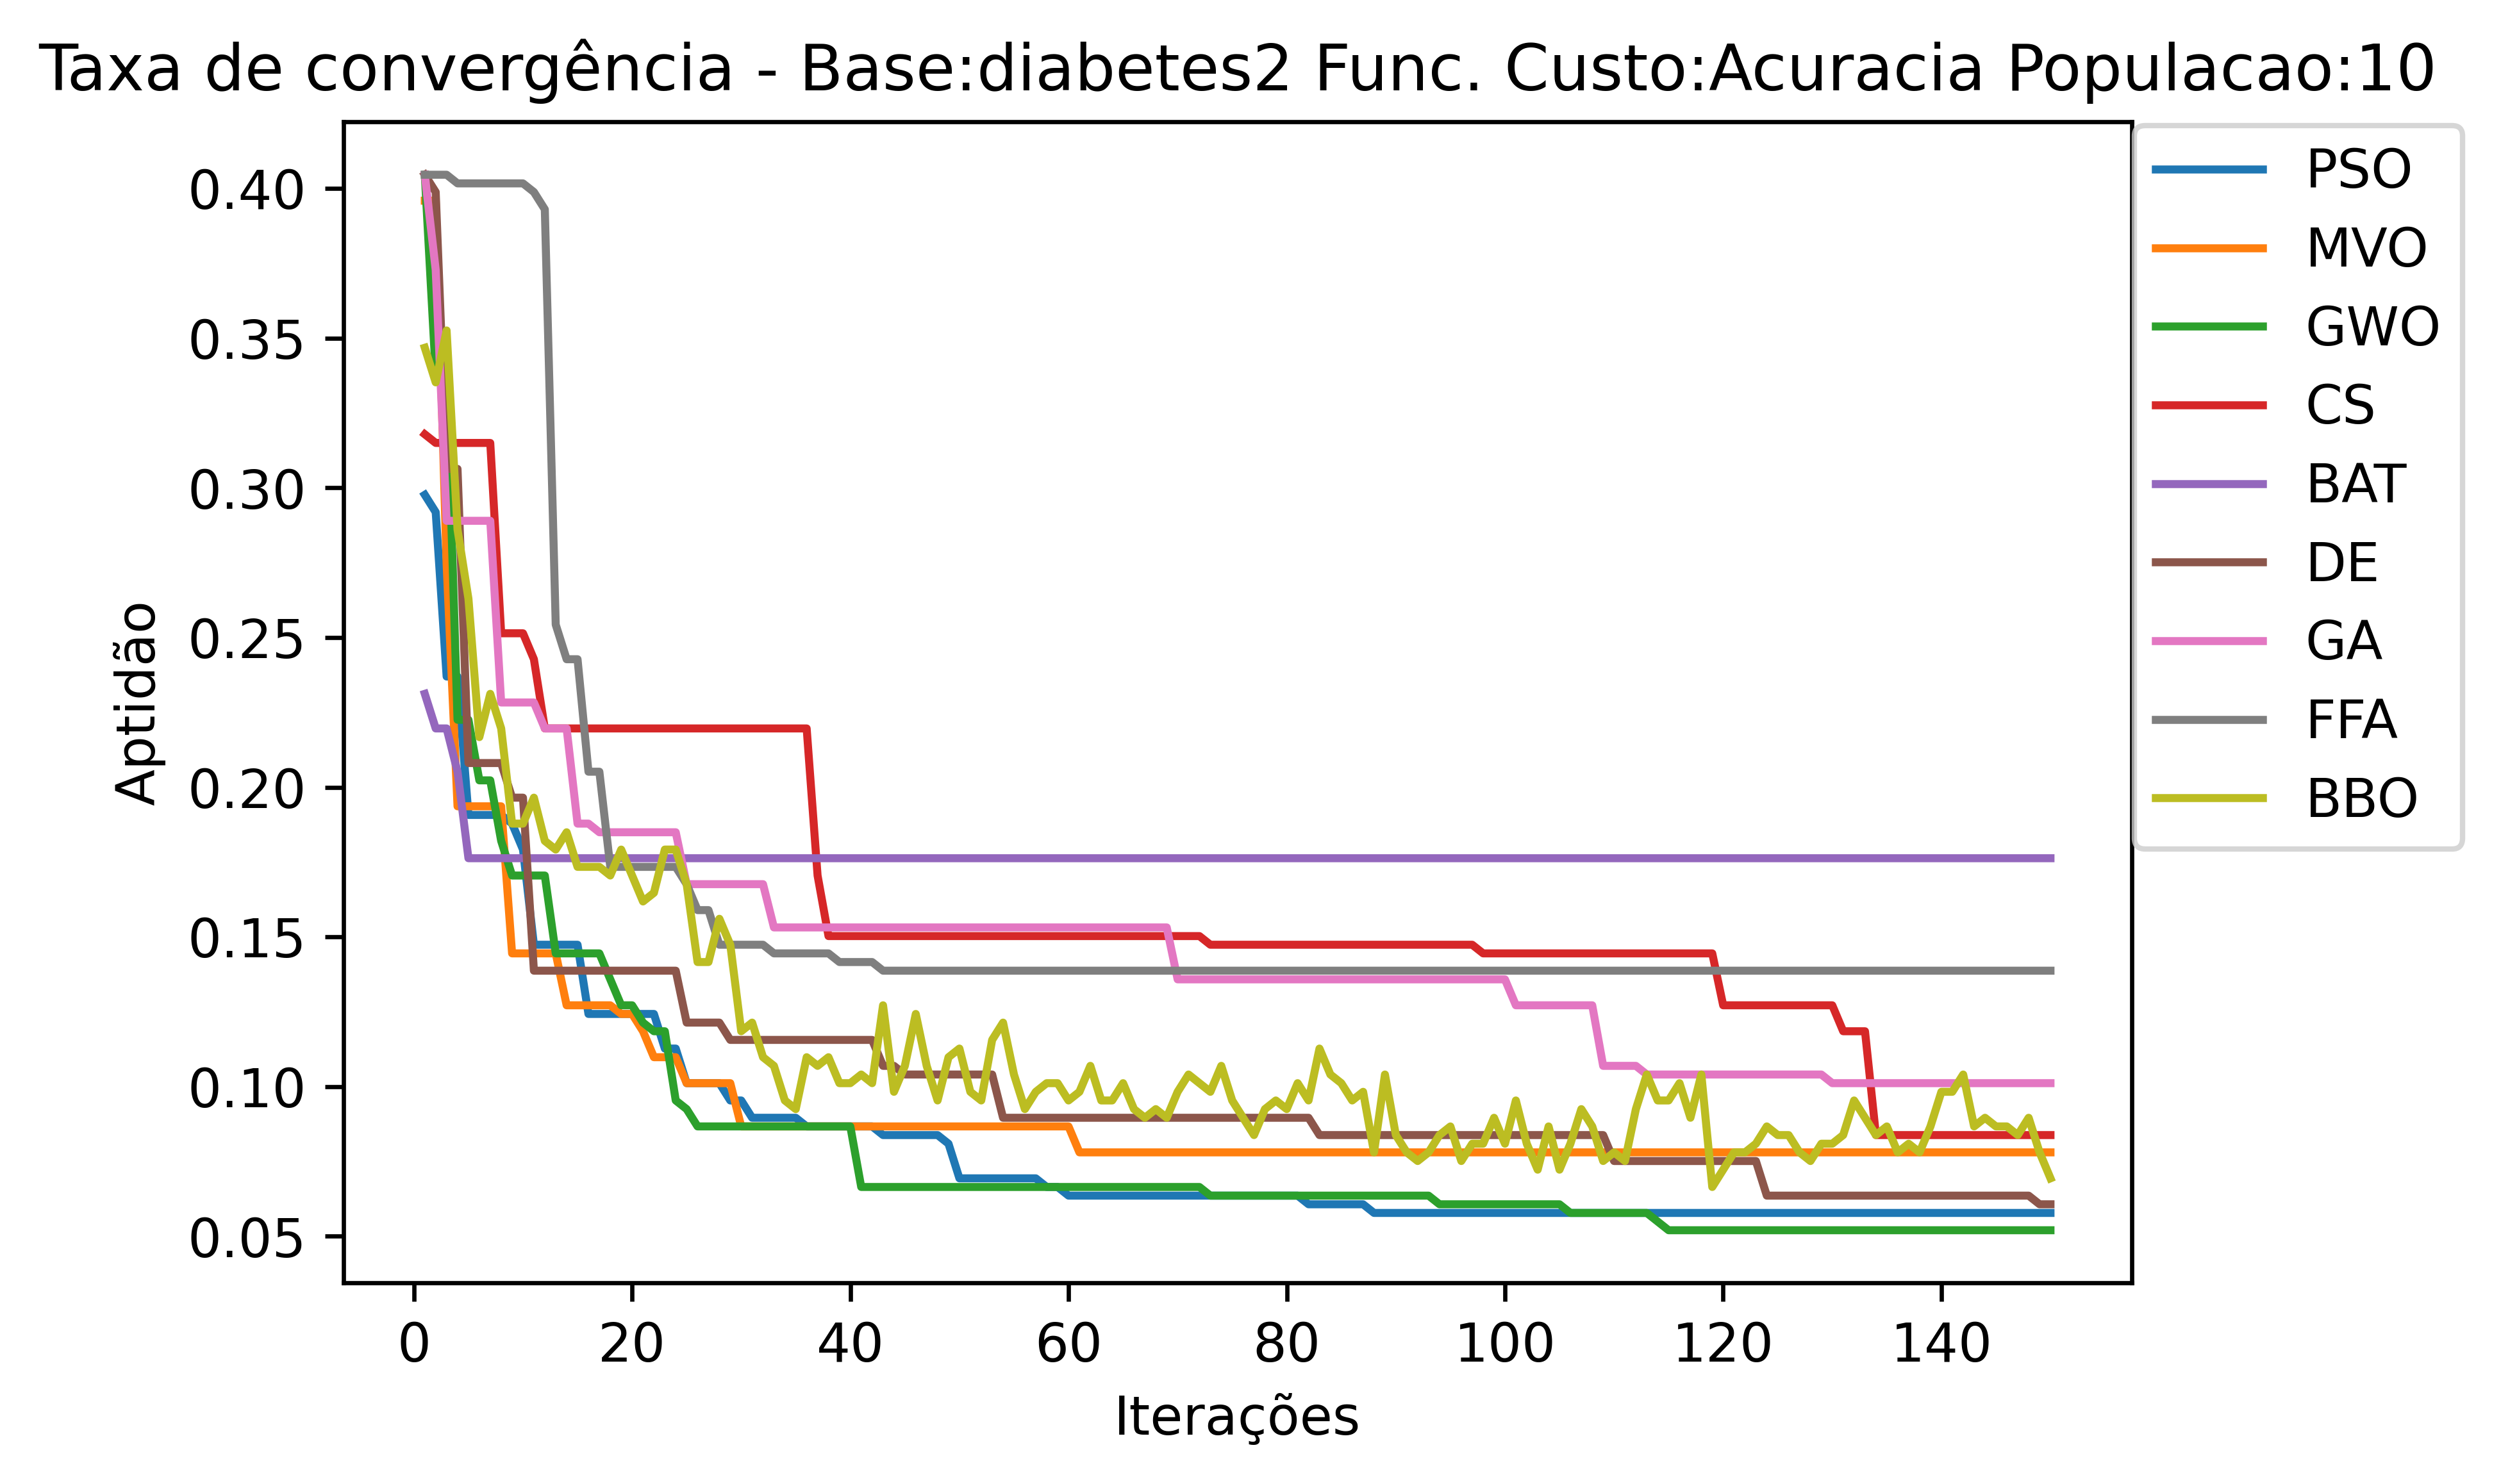 Taxa de convergência - Base:diabetes2 Func. Custo:Acuracia Populacao:10
0.40
0.35
0.30
0.25
0.20
0.15
0.10
0.05
Aptidão
0 20 40 60 80 100 120 140
Iterações
PSO
MVO
GWO
CS
BAT
DE
GA
FFA
BBO